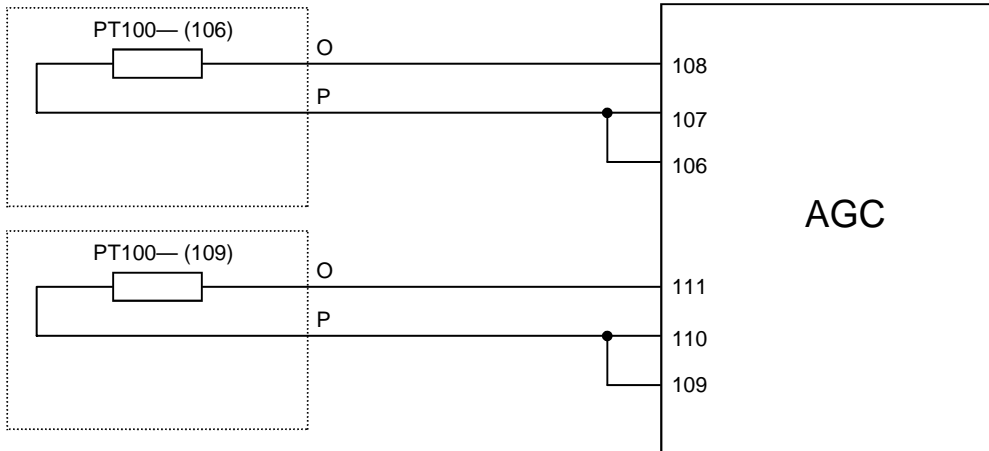 PT100— (106)
O
108
P
107
106
AGC
PT100— (109)
O
111
P
110
109